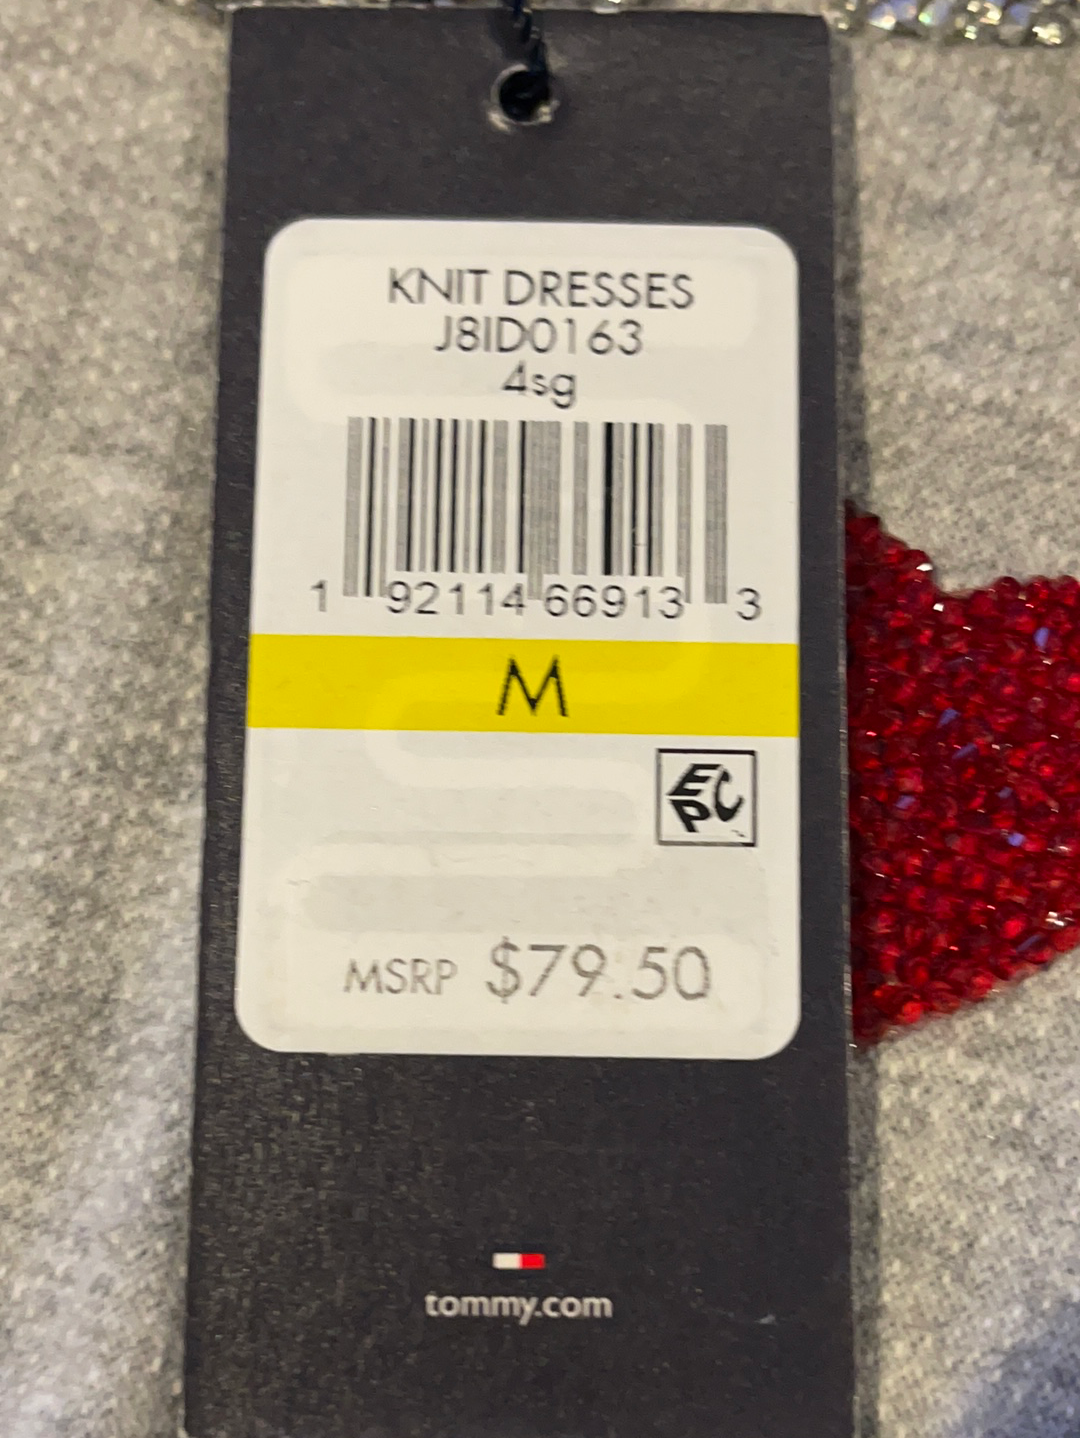 KNIT DRESSES
J8ID0163
4sg
1 92114 66913 3
M
EPC
MSRP $79.50
tommy.com